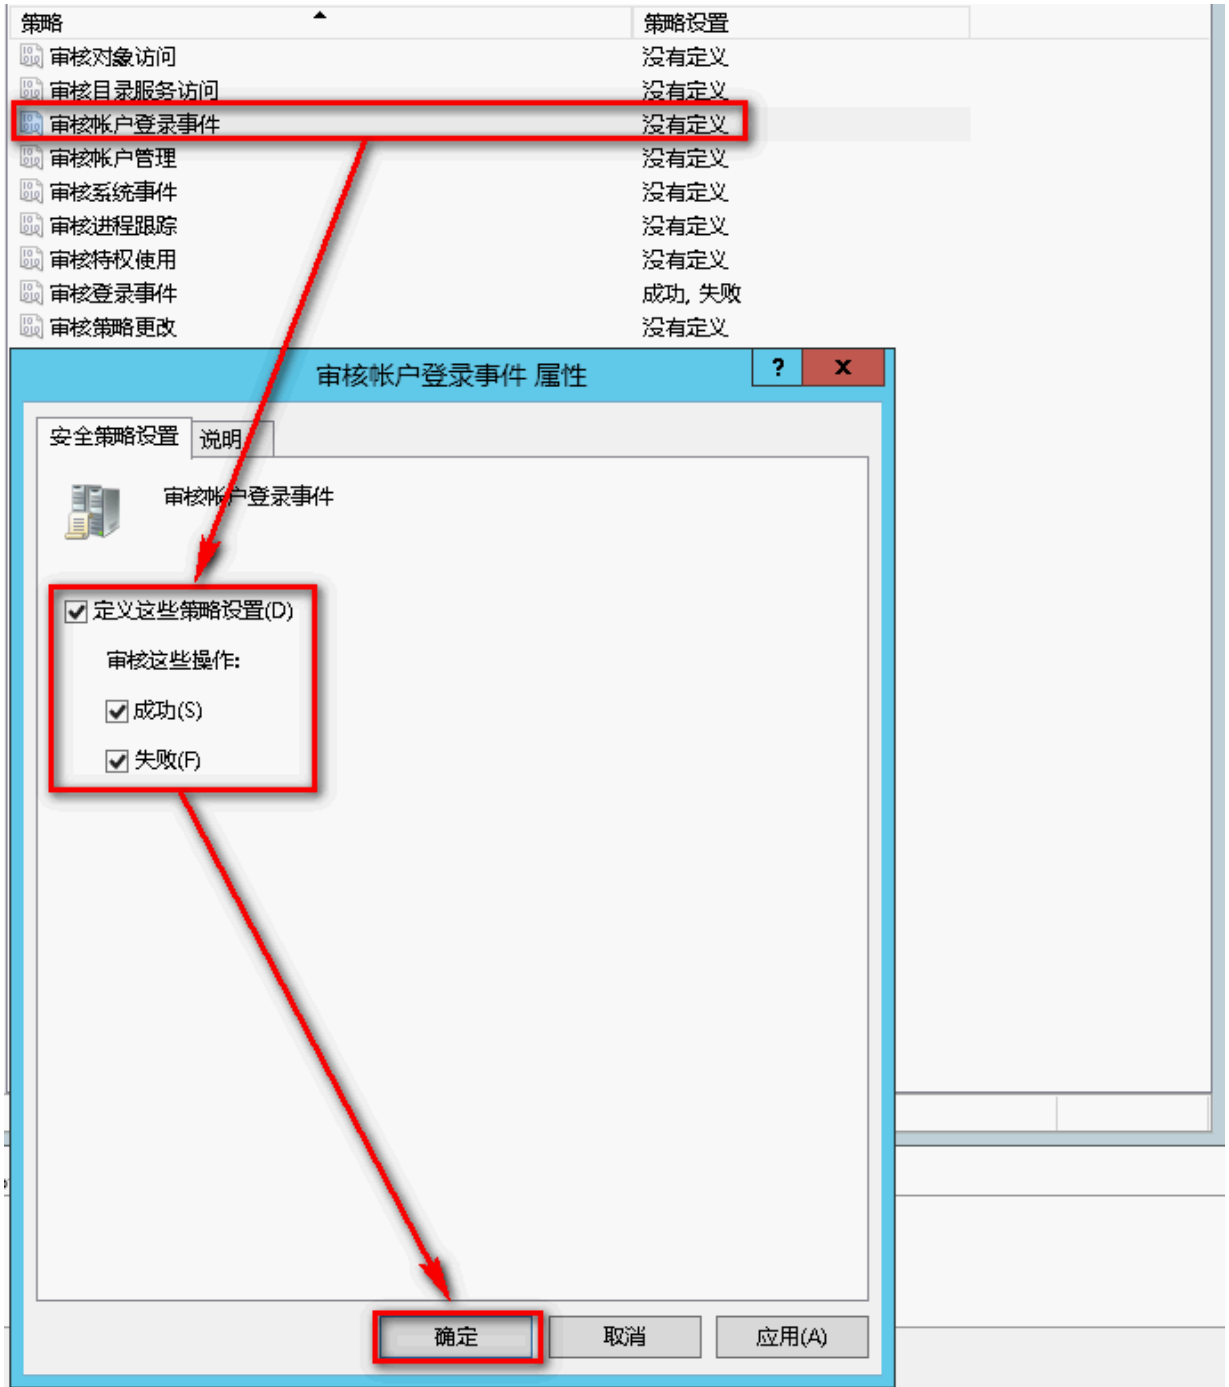 策略 策略设置
审核对象访问 没有定义
审核目录服务访问 没有定义
审核帐户登录事件 没有定义
审核帐户管理 没有定义
审核系统事件 没有定义
审核进程跟踪 没有定义
审核特权使用 没有定义
审核登录事件 成功, 失败
审核策略更改 没有定义
审核帐户登录事件 属性 ? x
安全策略设置 说明
审核帐户登录事件
定义这些策略设置(D)
审核这些操作:
成功(S)
失败(F)
确定 取消 应用(A)